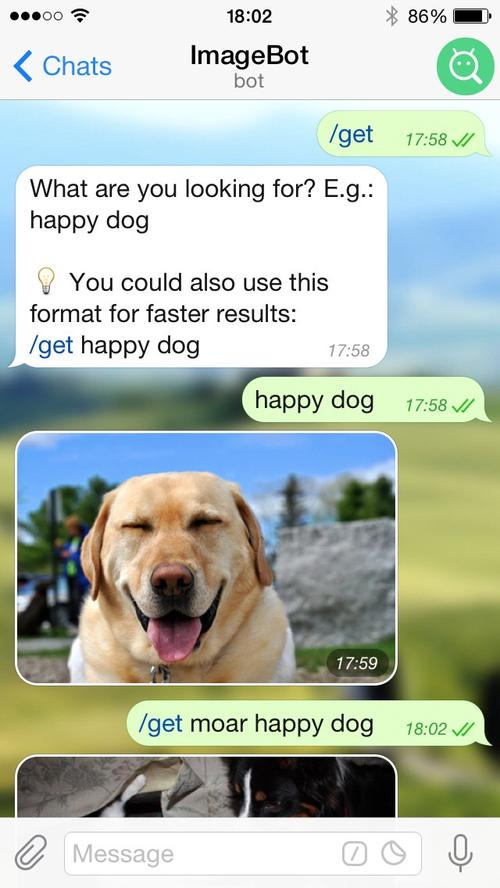 18:02
86%
Chats
ImageBot
bot
/get 17:58
What are you looking for? E.g.:
happy dog
You could also use this
format for faster results:
/get happy dog 17:58
happy dog 17:58
17:59
/get moar happy dog 18:02
Message